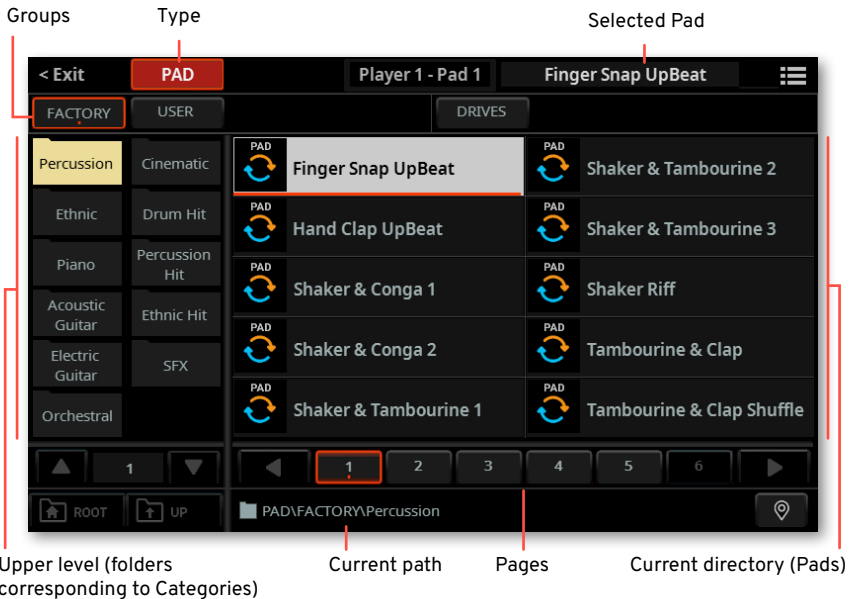 Groups
Type
Selected Pad
< Exit
PAD
Player 1 - Pad 1
Finger Snap UpBeat
FACTORY
USER
DRIVES
Percussion
Cinematic
Ethnic
Drum Hit
Piano
Percussion
Hit
Acoustic
Guitar
Ethnic Hit
Electric
Guitar
SFX
Orchestral
PAD
Finger Snap UpBeat
PAD
Shaker & Tambourine 2
PAD
Hand Clap UpBeat
PAD
Shaker & Tambourine 3
PAD
Shaker & Conga 1
PAD
Shaker Riff
PAD
Shaker & Conga 2
PAD
Tambourine & Clap
PAD
Shaker & Tambourine 1
PAD
Tambourine & Clap Shuffle
1
1
2
3
4
5
6
ROOT
UP
PAD\FACTORY\Percussion
Upper level (folders
corresponding to Categories)
Current path
Pages
Current directory (Pads)